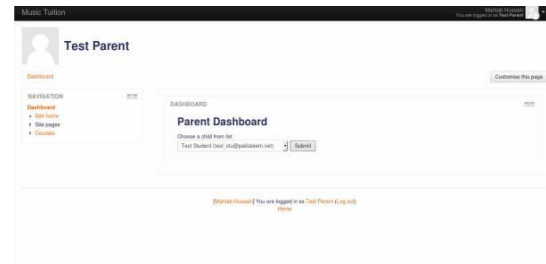 Music Tuition
Mahtab Hussain
You are logged in as Test Parent
Test Parent
Dashboard
Customise this page
NAVIGATION
Dashboard
Site home
Site pages
Courses
DASHBOARD
Parent Dashboard
Choose a child from list
Test Student (test_stu@paktaleem.net)
Submit
[Mahtab Hussain] You are logged in as Test Parent (Log out)
Home